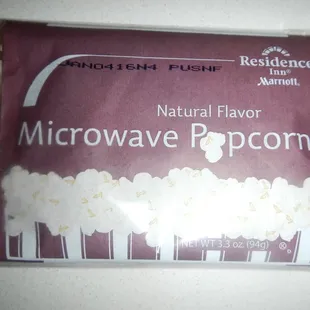 JAN0416N4 PUSNF
Residence
Inn®
Marriott
Natural Flavor
Microwave Popcorn
NET WT 3.3 oz. (94g)